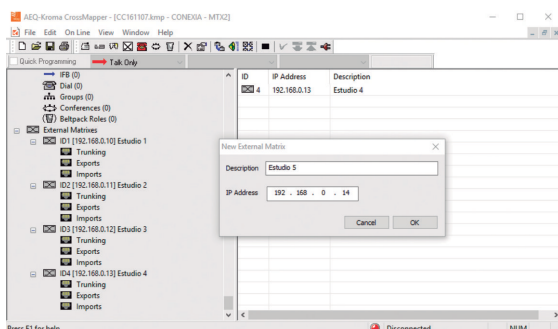 AEQ-Kroma CrossMapper - [CC161107.kmp - CONEXIA - MTX2]
File Edit On Line View Window Help
Quick Programming Talk Only
IFB (0)
Dial (0)
Groups (0)
Conferences (0)
Beltpack Roles (0)
External Matrixes
ID1 [192.168.0.10] Estudio 1
Trunking
Exports
Imports
ID2 [192.168.0.11] Estudio 2
Trunking
Exports
Imports
ID3 [192.168.0.12] Estudio 3
Trunking
Exports
Imports
ID4 [192.168.0.13] Estudio 4
Trunking
Exports
Imports
ID IP Address Description
4 192.168.0.13 Estudio 4
New External Matrix
Description Estudio 5
IP Address 192 . 168 . 0 . 14
Cancel OK
Press F1 for help Disconnected NUM